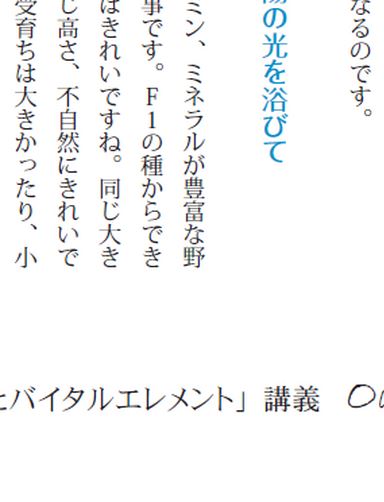 なるのです。
の光を浴びて
ミン、ミネラルが豊富な野
事です。F1の種からでき
はきれいですね。同じ大き
じ高さ、不自然にきれいで
受育ちは大きかったり、小
とバイタルエレメント」講義